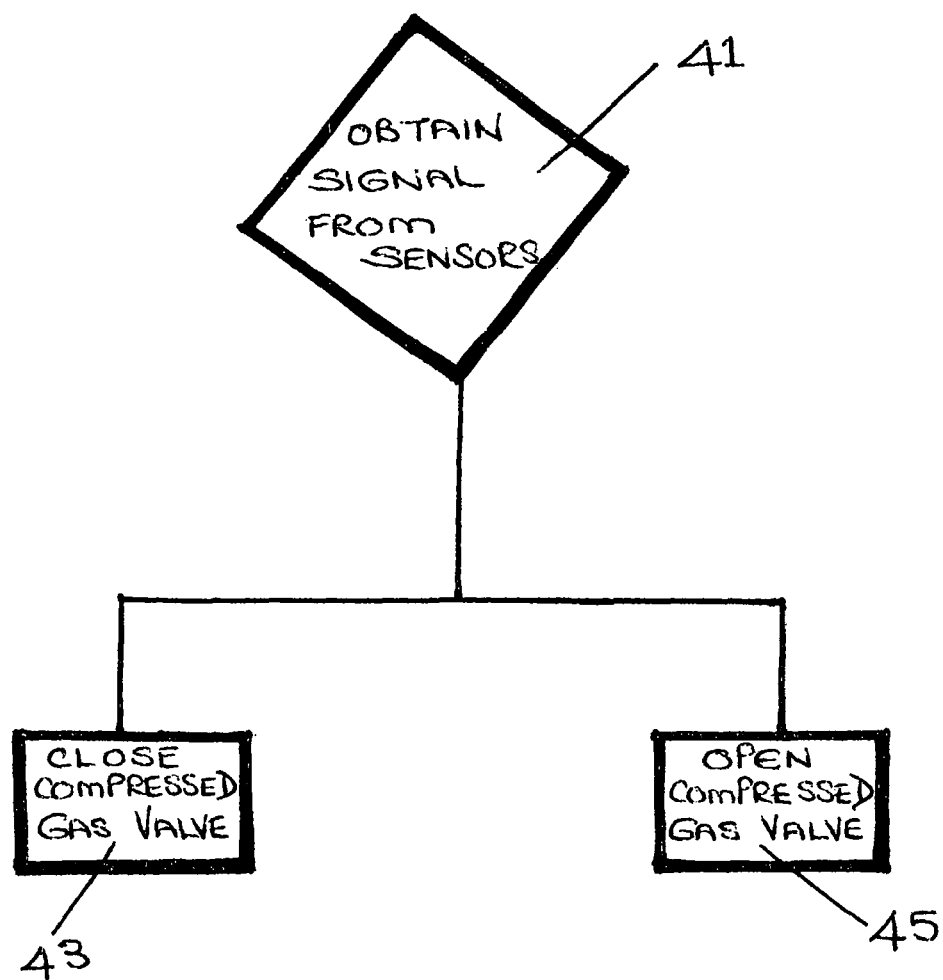 41
OBTAIN
SIGNAL
FROM
SENSORS
CLOSE
COMPRESSED
GAS VALVE
43
OPEN
COMPRESSED
GAS VALVE
45